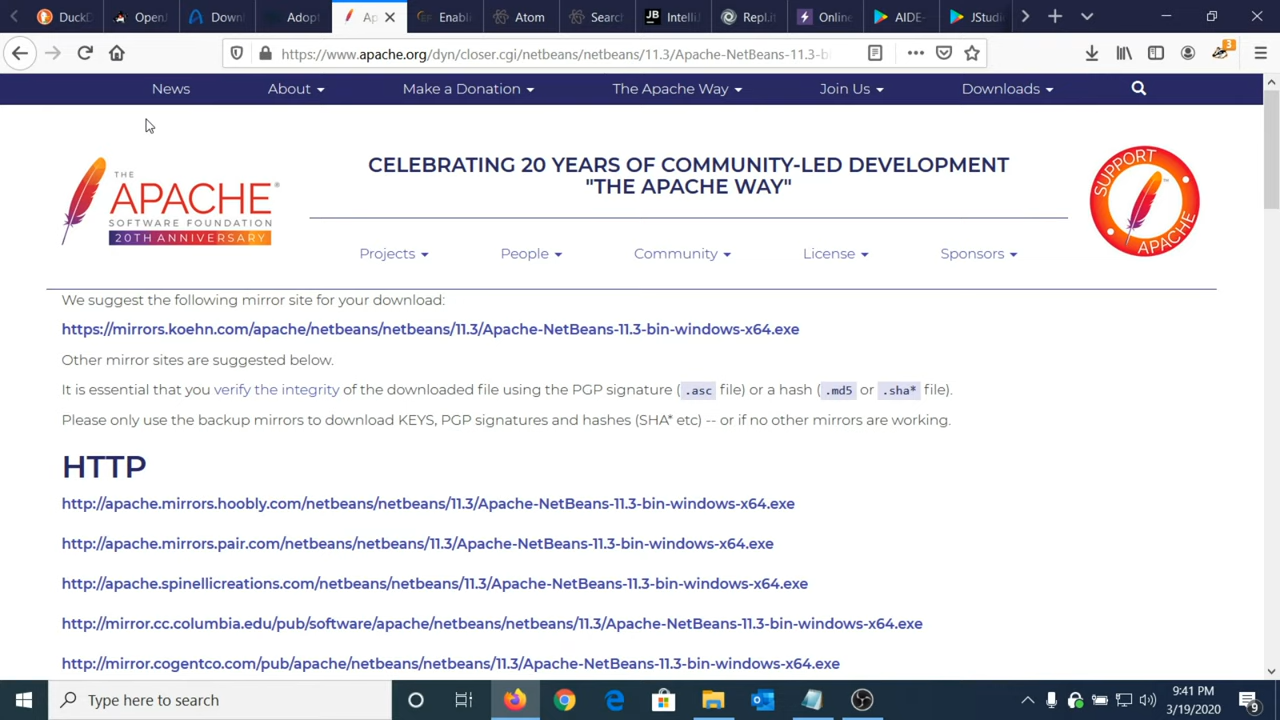 DuckD
OpenJ
Down
Adopt
Ap
Enabli
Atom
Search
IntelliJ
Repl.it
Online
AIDE-
JStudi
https://www.apache.org/dyn/closer.cgi/netbeans/netbeans/11.3/Apache-NetBeans-11.3-b
3
News
About
Make a Donation
The Apache Way
Join Us
Downloads
THE
APACHE®
SOFTWARE FOUNDATION
20TH ANNIVERSARY
CELEBRATING 20 YEARS OF COMMUNITY-LED DEVELOPMENT
"THE APACHE WAY"
SUPPORT
APACHE
Projects
People
Community
License
Sponsors
We suggest the following mirror site for your download:
https://mirrors.koehn.com/apache/netbeans/netbeans/11.3/Apache-NetBeans-11.3-bin-windows-x64.exe
Other mirror sites are suggested below.
It is essential that you verify the integrity of the downloaded file using the PGP signature ( .asc file) or a hash ( .md5 or .sha* file).
Please only use the backup mirrors to download KEYS, PGP signatures and hashes (SHA* etc) -- or if no other mirrors are working.
HTTP
http://apache.mirrors.hoobly.com/netbeans/netbeans/11.3/Apache-NetBeans-11.3-bin-windows-x64.exe
http://apache.mirrors.pair.com/netbeans/netbeans/11.3/Apache-NetBeans-11.3-bin-windows-x64.exe
http://apache.spinellicreations.com/netbeans/netbeans/11.3/Apache-NetBeans-11.3-bin-windows-x64.exe
http://mirror.cc.columbia.edu/pub/software/apache/netbeans/netbeans/11.3/Apache-NetBeans-11.3-bin-windows-x64.exe
http://mirror.cogentco.com/pub/apache/netbeans/netbeans/11.3/Apache-NetBeans-11.3-bin-windows-x64.exe
Type here to search
9:41 PM
3/19/2020
9